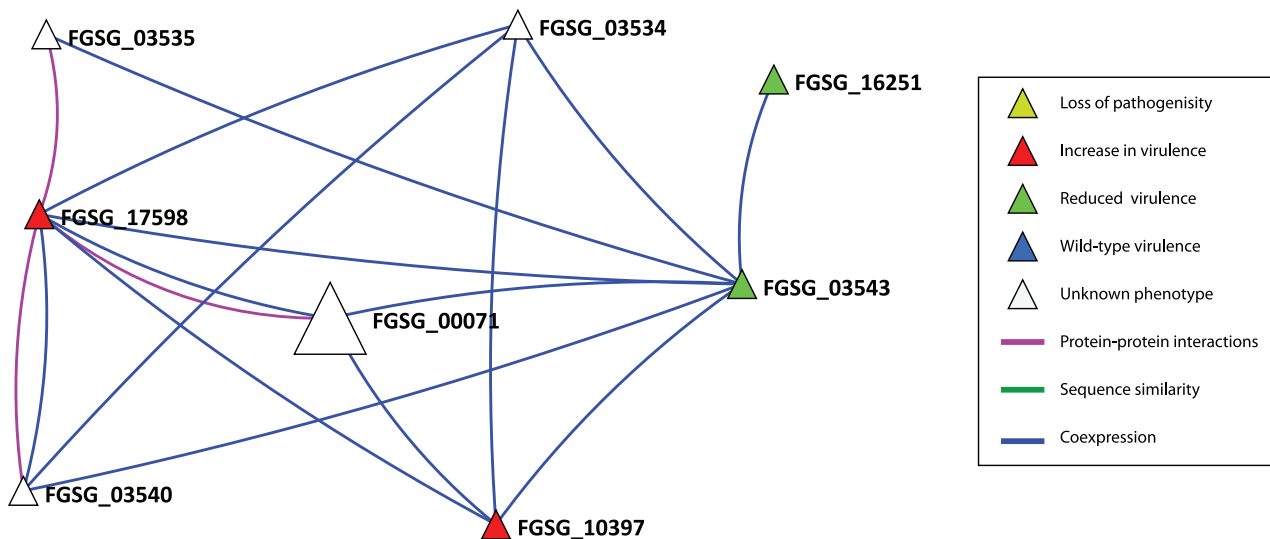 FGSG_03535
FGSG_03534
FGSG_16251
FGSG_17598
FGSG_03543
FGSG_00071
FGSG_03540
FGSG_10397
Loss of pathogenisity
Increase in virulence
Reduced virulence
Wild-type virulence
Unknown phenotype
Protein-protein interactions
Sequence similarity
Coexpression